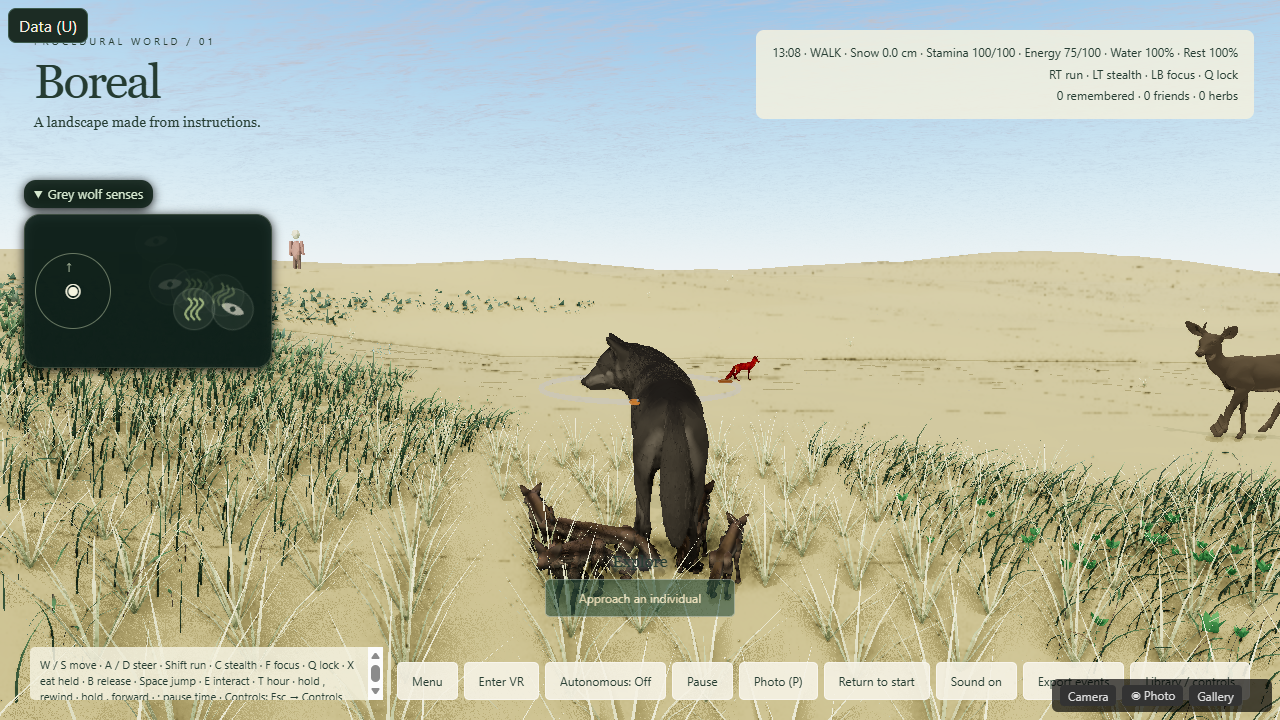 Data (U)
PROCEDURAL WORLD / 01
Boreal
A landscape made from instructions.
13:08 · WALK · Snow 0.0 cm · Stamina 100/100 · Energy 75/100 · Water 100% · Rest 100%
RT run · LT stealth · LB focus · Q lock
0 remembered · 0 friends · 0 herbs
▼ Grey wolf senses
↑
Approach an individual
W / S move · A / D steer · Shift run · C stealth · F focus · Q lock · X
eat held · B release · Space jump · E interact · T hour · hold ,
rewind · hold . forward · ; pause time · Controls: Esc → Controls
Menu
Enter VR
Autonomous: Off
Pause
Photo (P)
Return to start
Sound on
Export events
Library / controls
Camera
◉ Photo
Gallery